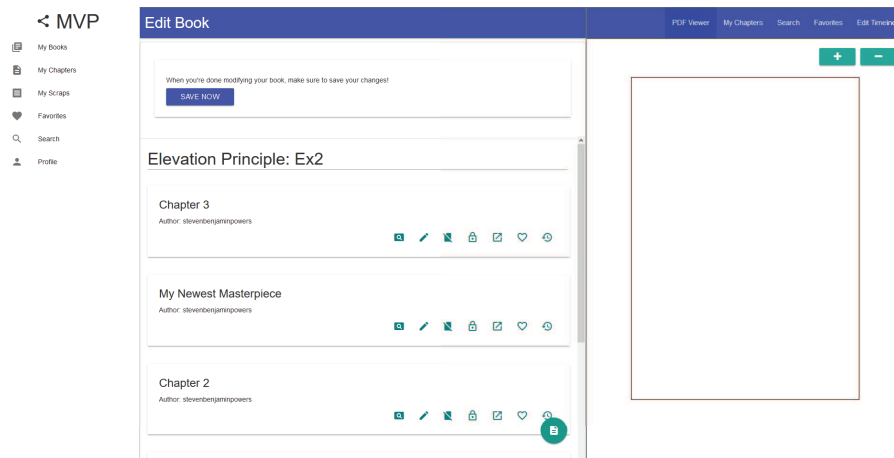 MVP
My Books
My Chapters
My Scraps
Favorites
Search
Profile
Edit Book
When you're done modifying your book, make sure to save your changes!
SAVE NOW
Elevation Principle: Ex2
Chapter 3
Author: stevenbenjaminpowers
My Newest Masterpiece
Author: stevenbenjaminpowers
Chapter 2
Author: stevenbenjaminpowers
PDF Viewer My Chapters Search Favorites Edit Timeline
+ −